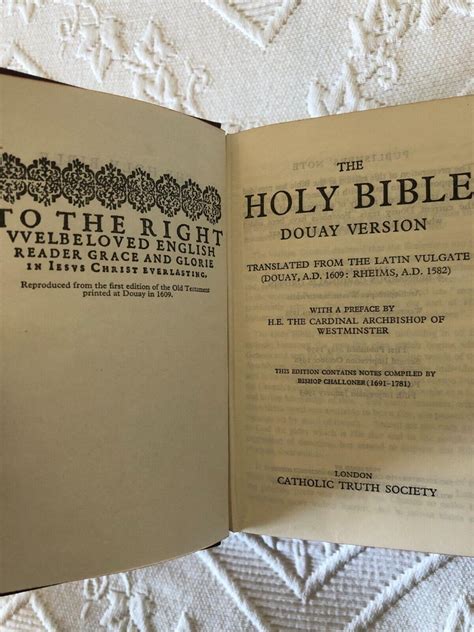 TO THE RIGHT
VVELBELOVED ENGLISH
READER GRACE AND GLORIE
IN IESVS CHRIST EVERLASTING.
Reproduced from the first edition of the Old Testament
printed at Douay in 1609.
THE
HOLY BIBLE
DOUAY VERSION
TRANSLATED FROM THE LATIN VULGATE
(DOUAY, A.D. 1609: RHEIMS, A.D. 1582)
WITH A PREFACE BY
H.E. THE CARDINAL ARCHBISHOP OF
WESTMINSTER
THIS EDITION CONTAINS NOTES COMPILED BY
BISHOP CHALLONER (1691-1781)
LONDON
CATHOLIC TRUTH SOCIETY